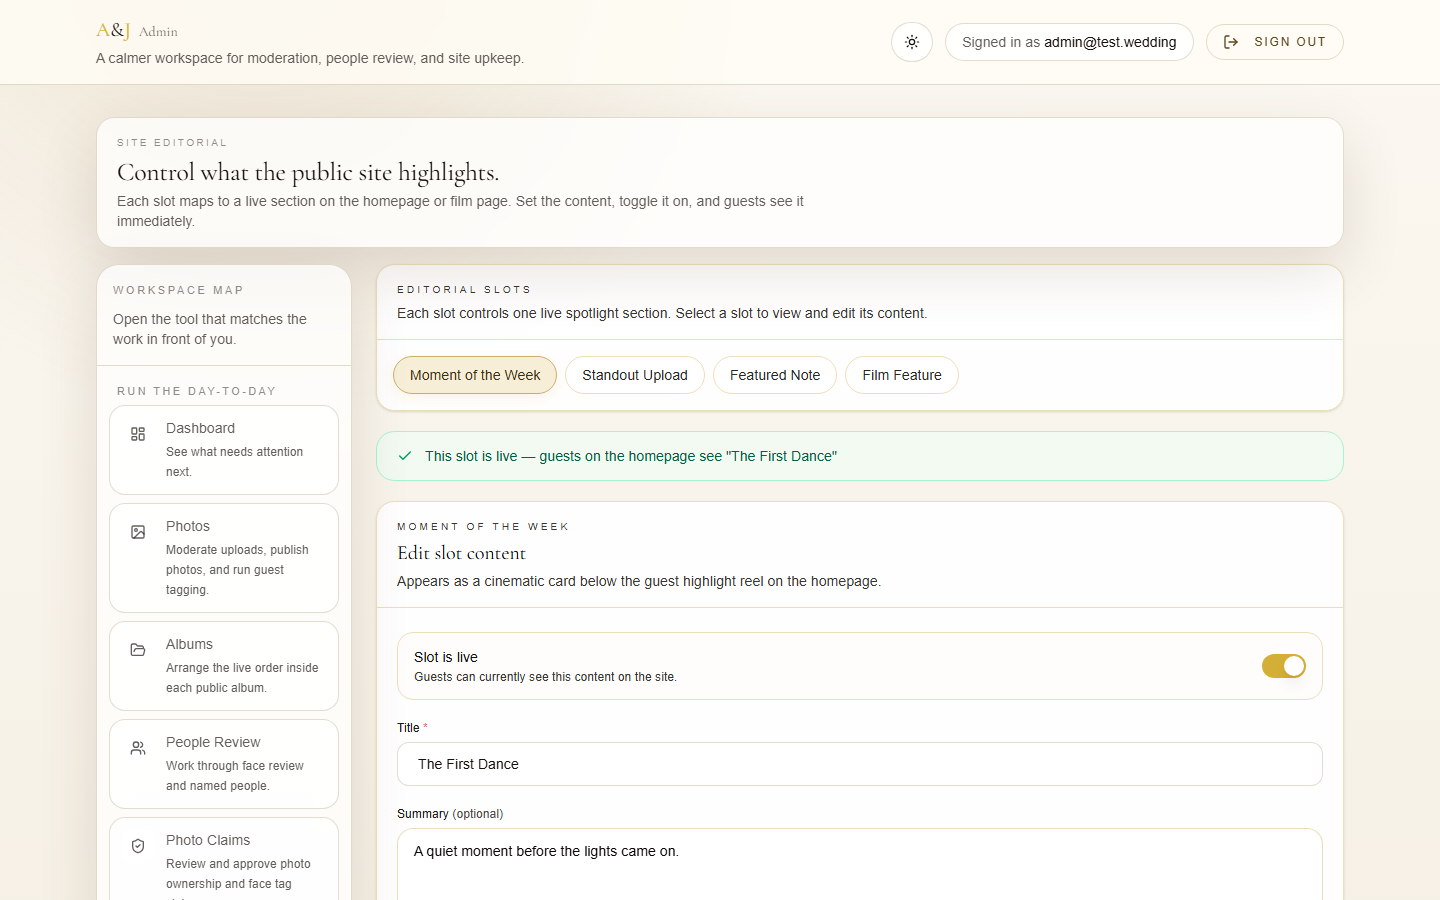 A&J Admin
A calmer workspace for moderation, people review, and site upkeep.
Signed in as admin@test.wedding
SIGN OUT
SITE EDITORIAL
Control what the public site highlights.
Each slot maps to a live section on the homepage or film page. Set the content, toggle it on, and guests see it
immediately.
WORKSPACE MAP
Open the tool that matches the
work in front of you.
RUN THE DAY-TO-DAY
Dashboard
See what needs attention
next.
Photos
Moderate uploads, publish
photos, and run guest
tagging.
Albums
Arrange the live order inside
each public album.
People Review
Work through face review
and named people.
Photo Claims
Review and approve photo
ownership and face tag
EDITORIAL SLOTS
Each slot controls one live spotlight section. Select a slot to view and edit its content.
Moment of the Week
Standout Upload
Featured Note
Film Feature
This slot is live — guests on the homepage see "The First Dance"
MOMENT OF THE WEEK
Edit slot content
Appears as a cinematic card below the guest highlight reel on the homepage.
Slot is live
Guests can currently see this content on the site.
Title *
The First Dance
Summary (optional)
A quiet moment before the lights came on.